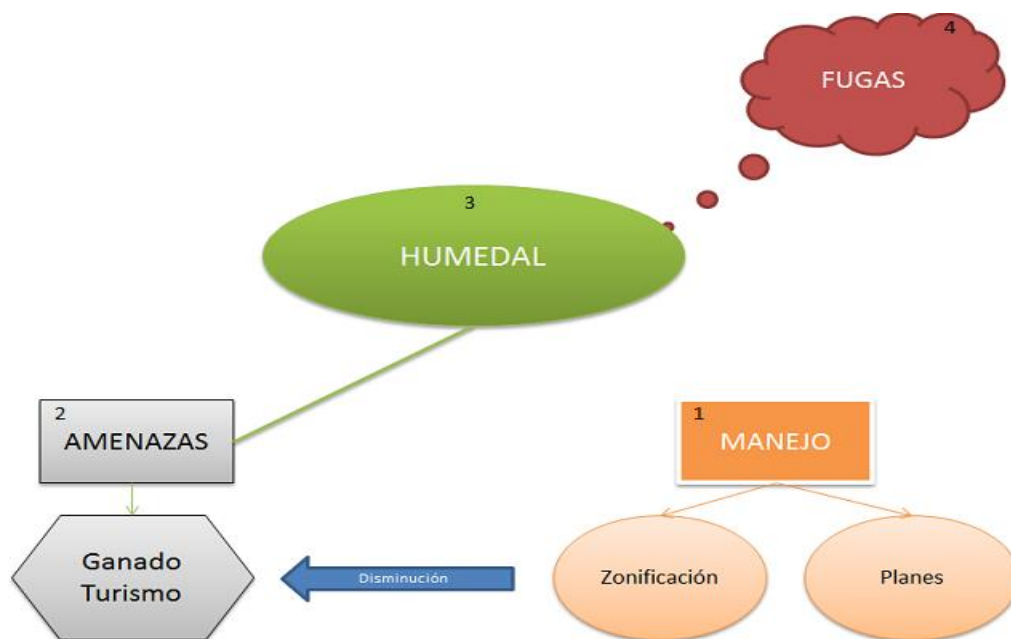 4
FUGAS
3
HUMEDAL
2
AMENAZAS
1
MANEJO
Ganado
Turismo
Disminución
Zonificación
Planes